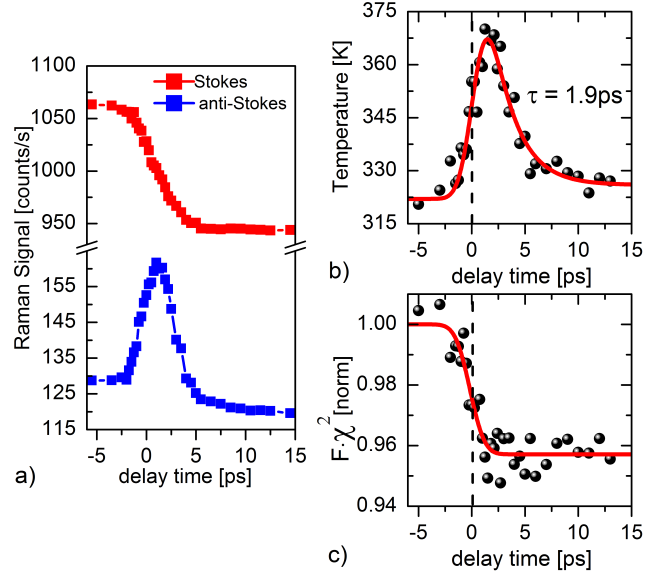 Stokes
anti-Stokes
Raman Signal [counts/s]
1100
1050
1000
950
155
145
135
125
115
-5 0 5 10 15
delay time [ps]
a)
Temperature [K]
375
360
345
330
315
τ = 1.9ps
-5 0 5 10 15
delay time [ps]
b)
F·χ² [norm]
1.00
0.98
0.96
0.94
-5 0 5 10 15
delay time [ps]
c)